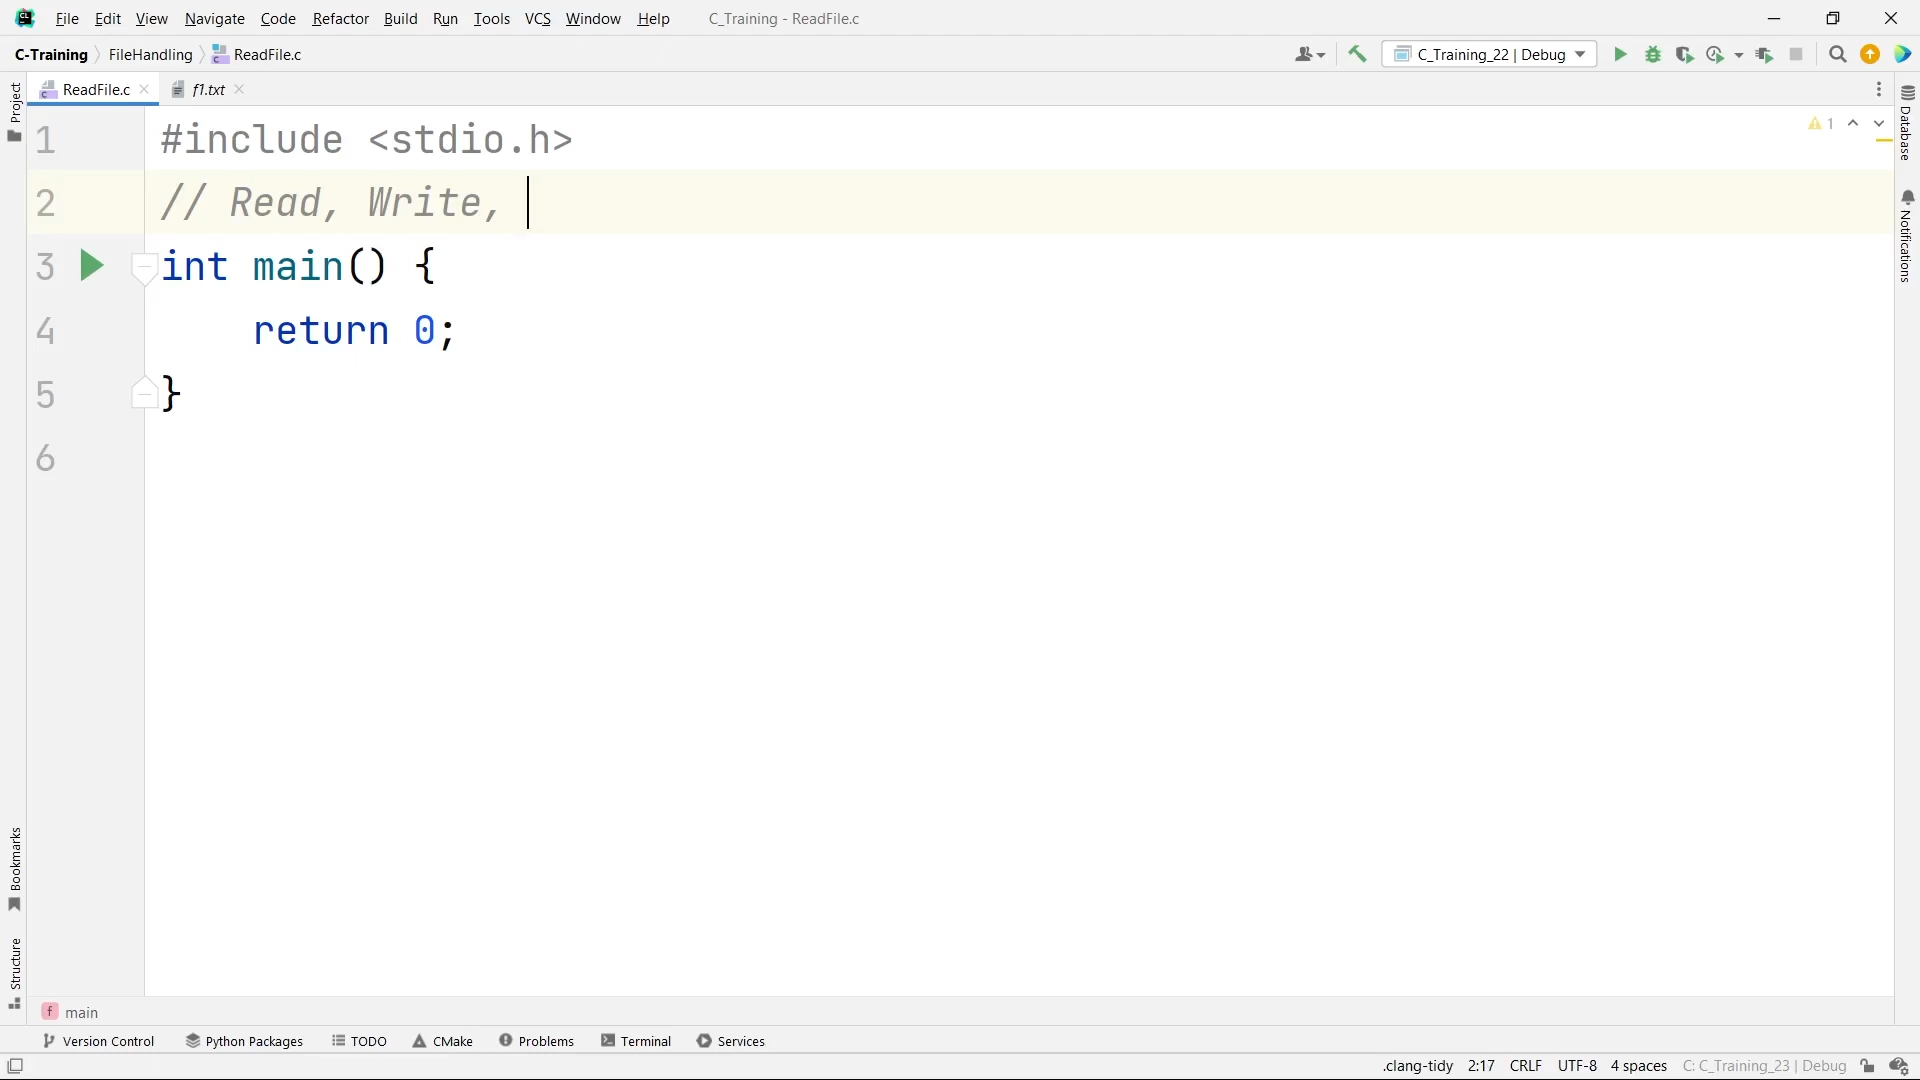 File Edit View Navigate Code Refactor Build Run Tools VCS Window Help C_Training - ReadFile.c
C-Training FileHandling ReadFile.c C_Training_22 | Debug
Project
ReadFile.c f1.txt
1 #include <stdio.h>
2 // Read, Write,
3 int main() {
4 return 0;
5 }
6
1
Database
Notifications
Bookmarks
Structure
f main
Version Control Python Packages TODO CMake Problems Terminal Services
.clang-tidy 2:17 CRLF UTF-8 4 spaces C: C_Training_23 | Debug